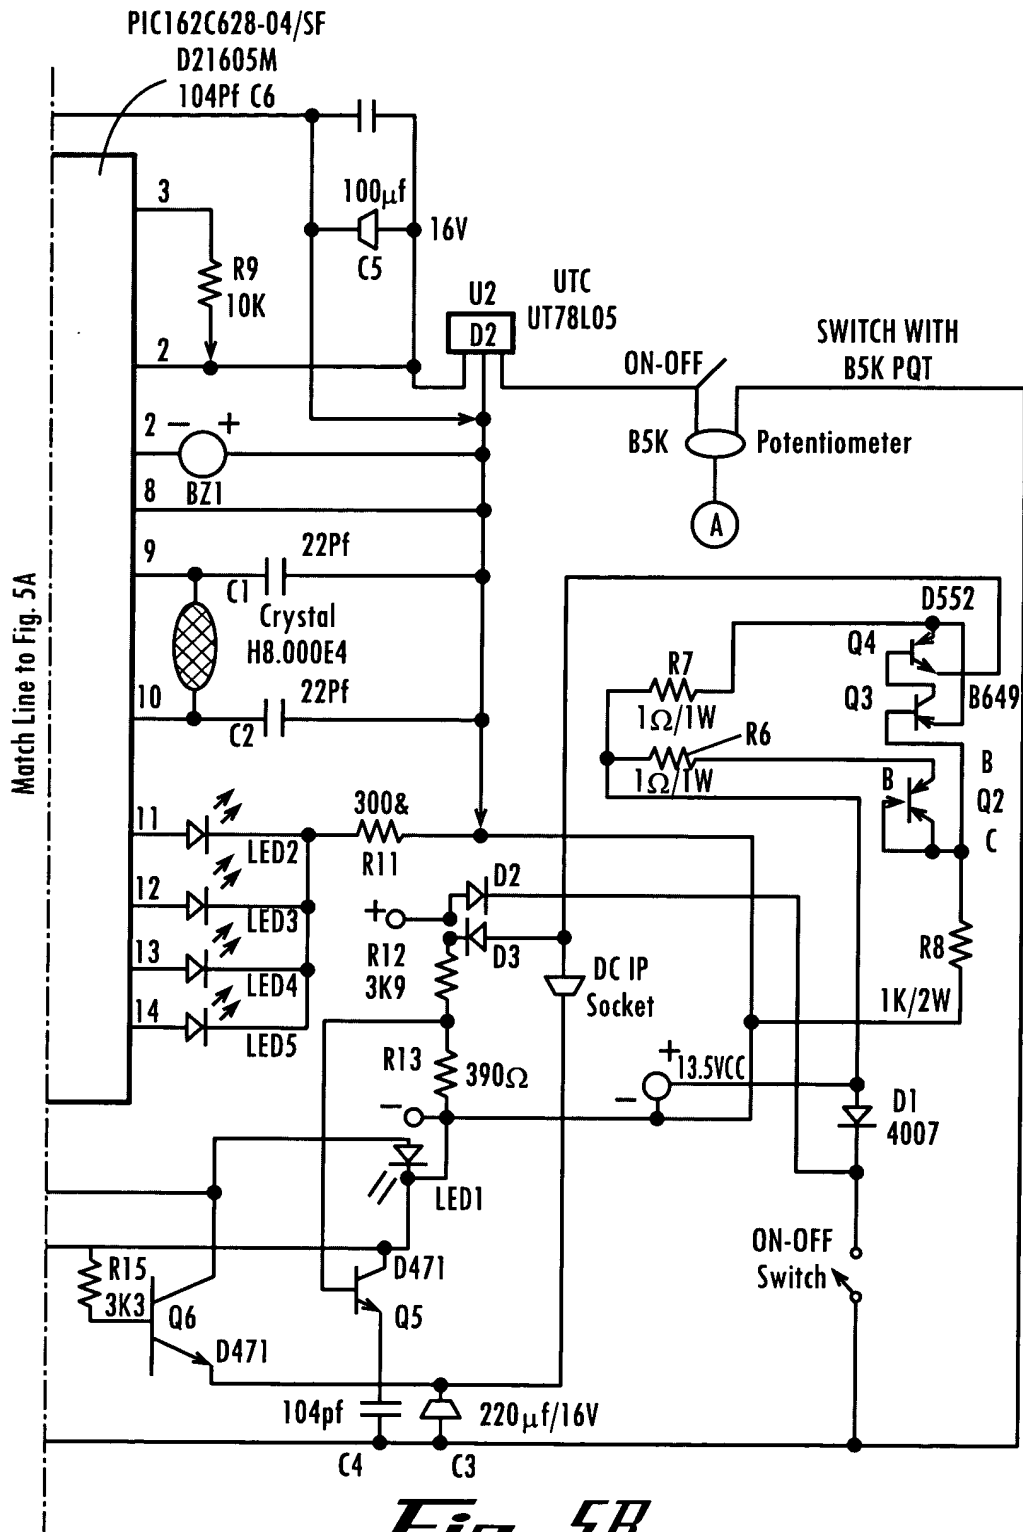 PIC162C628-04/SF
D21605M
104Pf C6
3
100µf
16V
C5
R9
10K
U2
UTC
UT78L05
D2
2
ON-OFF
SWITCH WITH
B5K PQT
2
− +
BZ1
B5K
Potentiometer
8
A
9
22Pf
C1
Crystal
H8.000E4
Match Line to Fig. 5A
10
22Pf
C2
D552
Q4
R7
1Ω/1W
Q3
B649
R6
1Ω/1W
B
B
Q2
C
11
300&
LED2
R11
12
LED3
+
D2
13
R12
3K9
D3
LED4
DC IP
Socket
R8
14
LED5
1K/2W
R13
390Ω
+
13.5VCC
−
−
D1
4007
LED1
ON-OFF
Switch
R15
3K3
D471
Q6
Q5
D471
104pf
220µf/16V
C4
C3
Fig. 5B